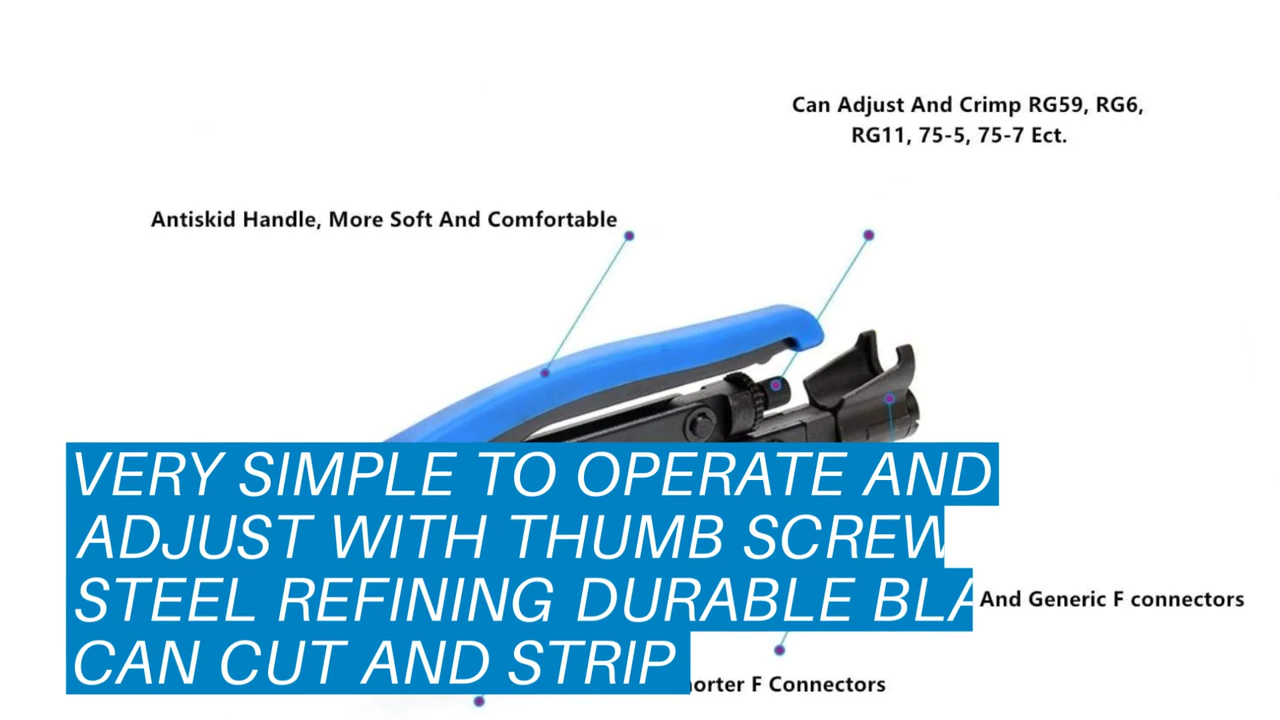 Can Adjust And Crimp RG59, RG6,
RG11, 75-5, 75-7 Ect.
Antiskid Handle, More Soft And Comfortable
VERY SIMPLE TO OPERATE AND
ADJUST WITH THUMB SCREW
STEEL REFINING DURABLE
And Generic F connectors
CAN CUT AND STRIP
F Connectors